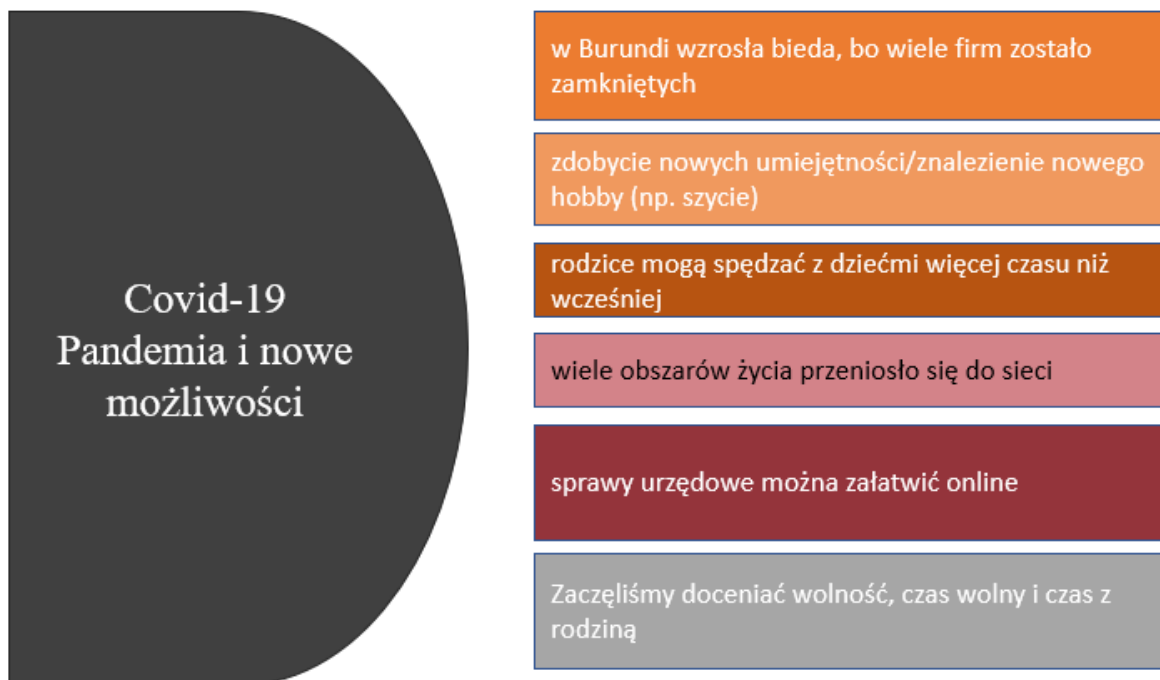 Covid-19
Pandemia i nowe
możliwości
w Burundi wzrosła bieda, bo wiele firm zostało
zamkniętych
zdobycie nowych umiejętności/znalezienie nowego
hobby (np. szycie)
rodzice mogą spędzać z dziećmi więcej czasu niż
wcześniej
wiele obszarów życia przeniosło się do sieci
sprawy urzędowe można załatwić online
Zaczęliśmy doceniać wolność, czas wolny i czas z
rodziną